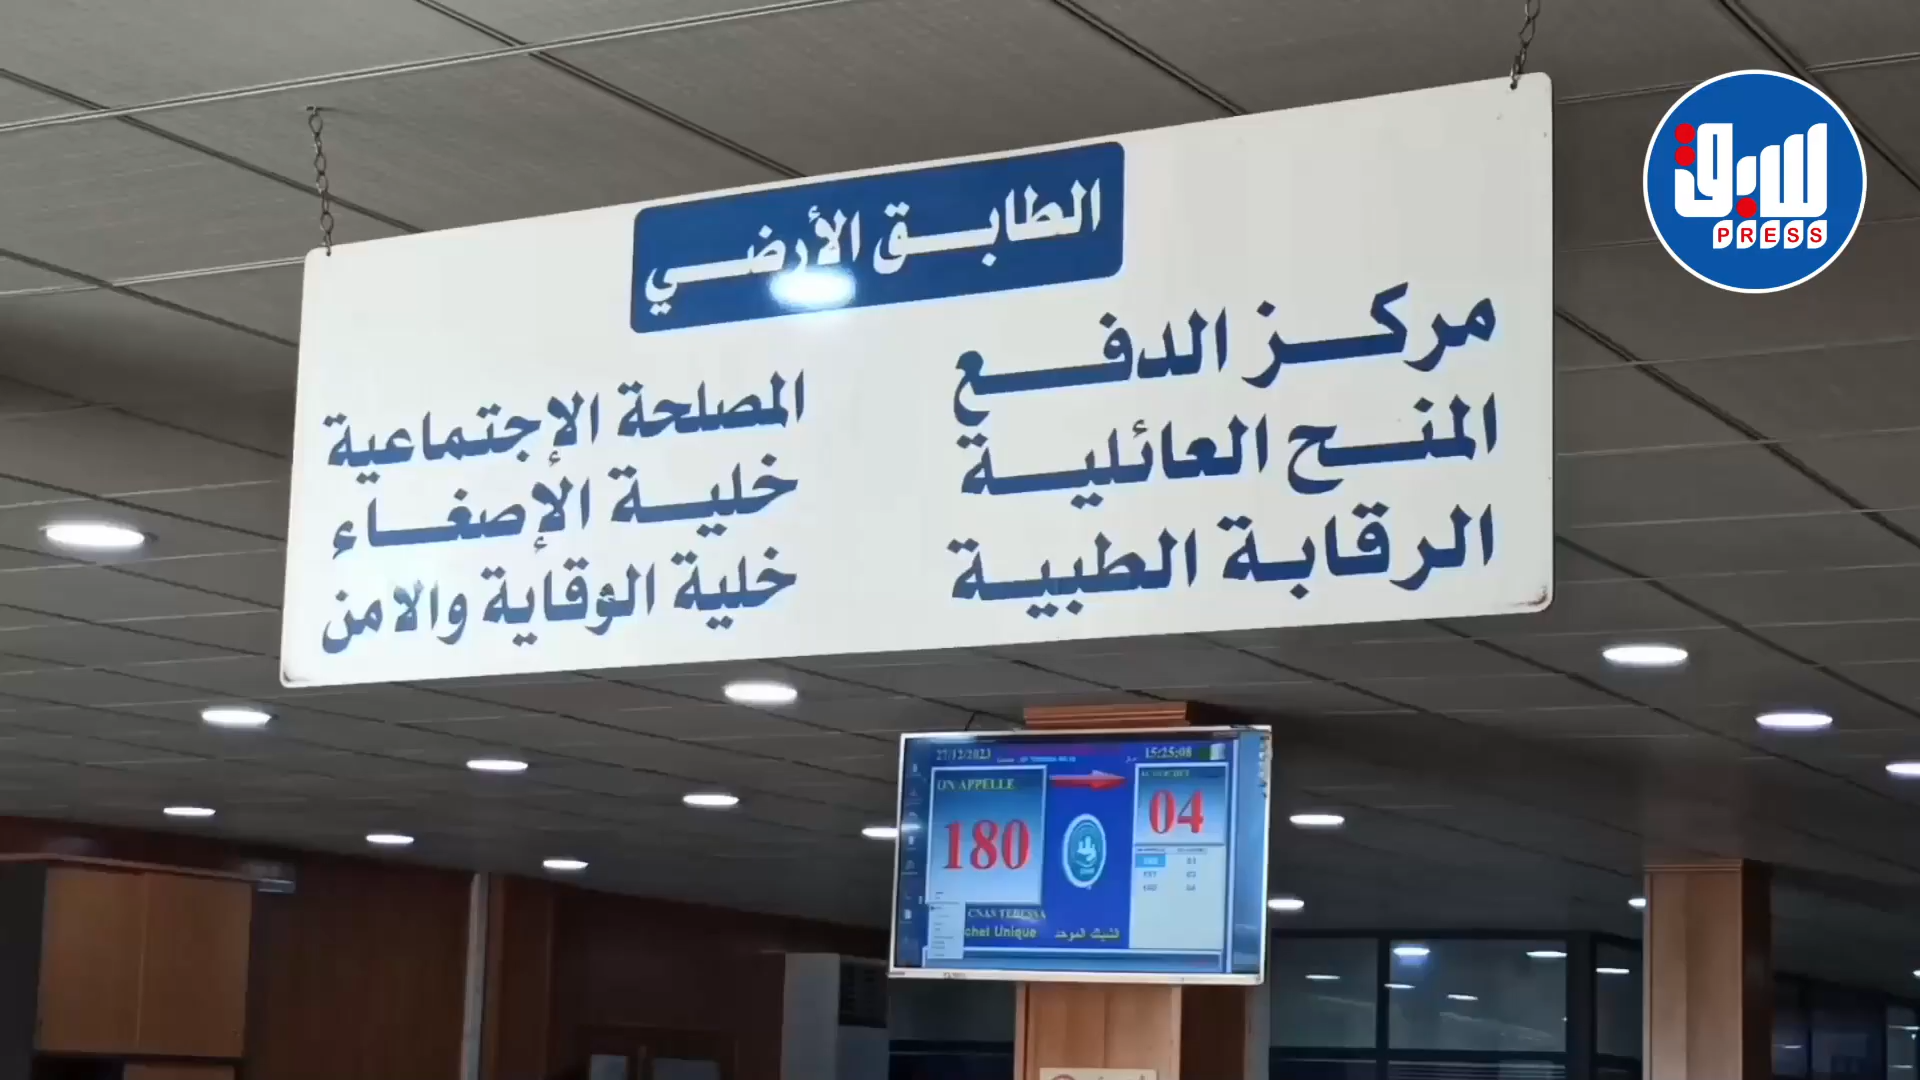 سبق
PRESS
الطابق الأرضي
مركز الدفع
المنح العائلية
الرقابة الطبية
المصلحة الإجتماعية
خلية الإصغاء
خلية الوقاية والامن
27/12/2023
15:25:08
ON APPELLE
180
04
CNAS TEBESSA
chet Unique
الشباك الموحد